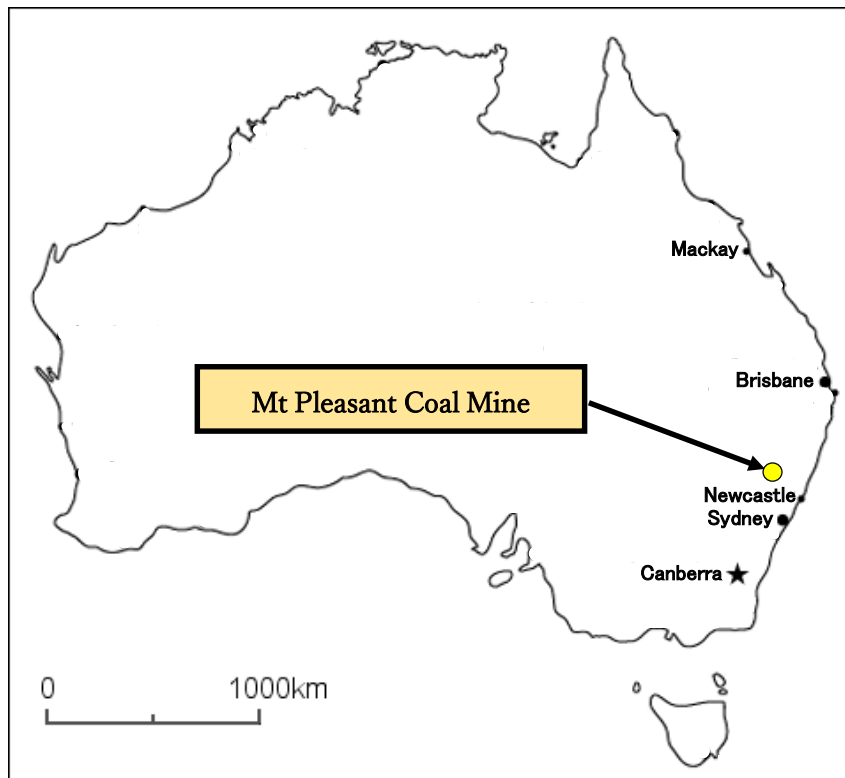 Mackay
Brisbane
Mt Pleasant Coal Mine
Newcastle
Sydney
Canberra
0 1000km